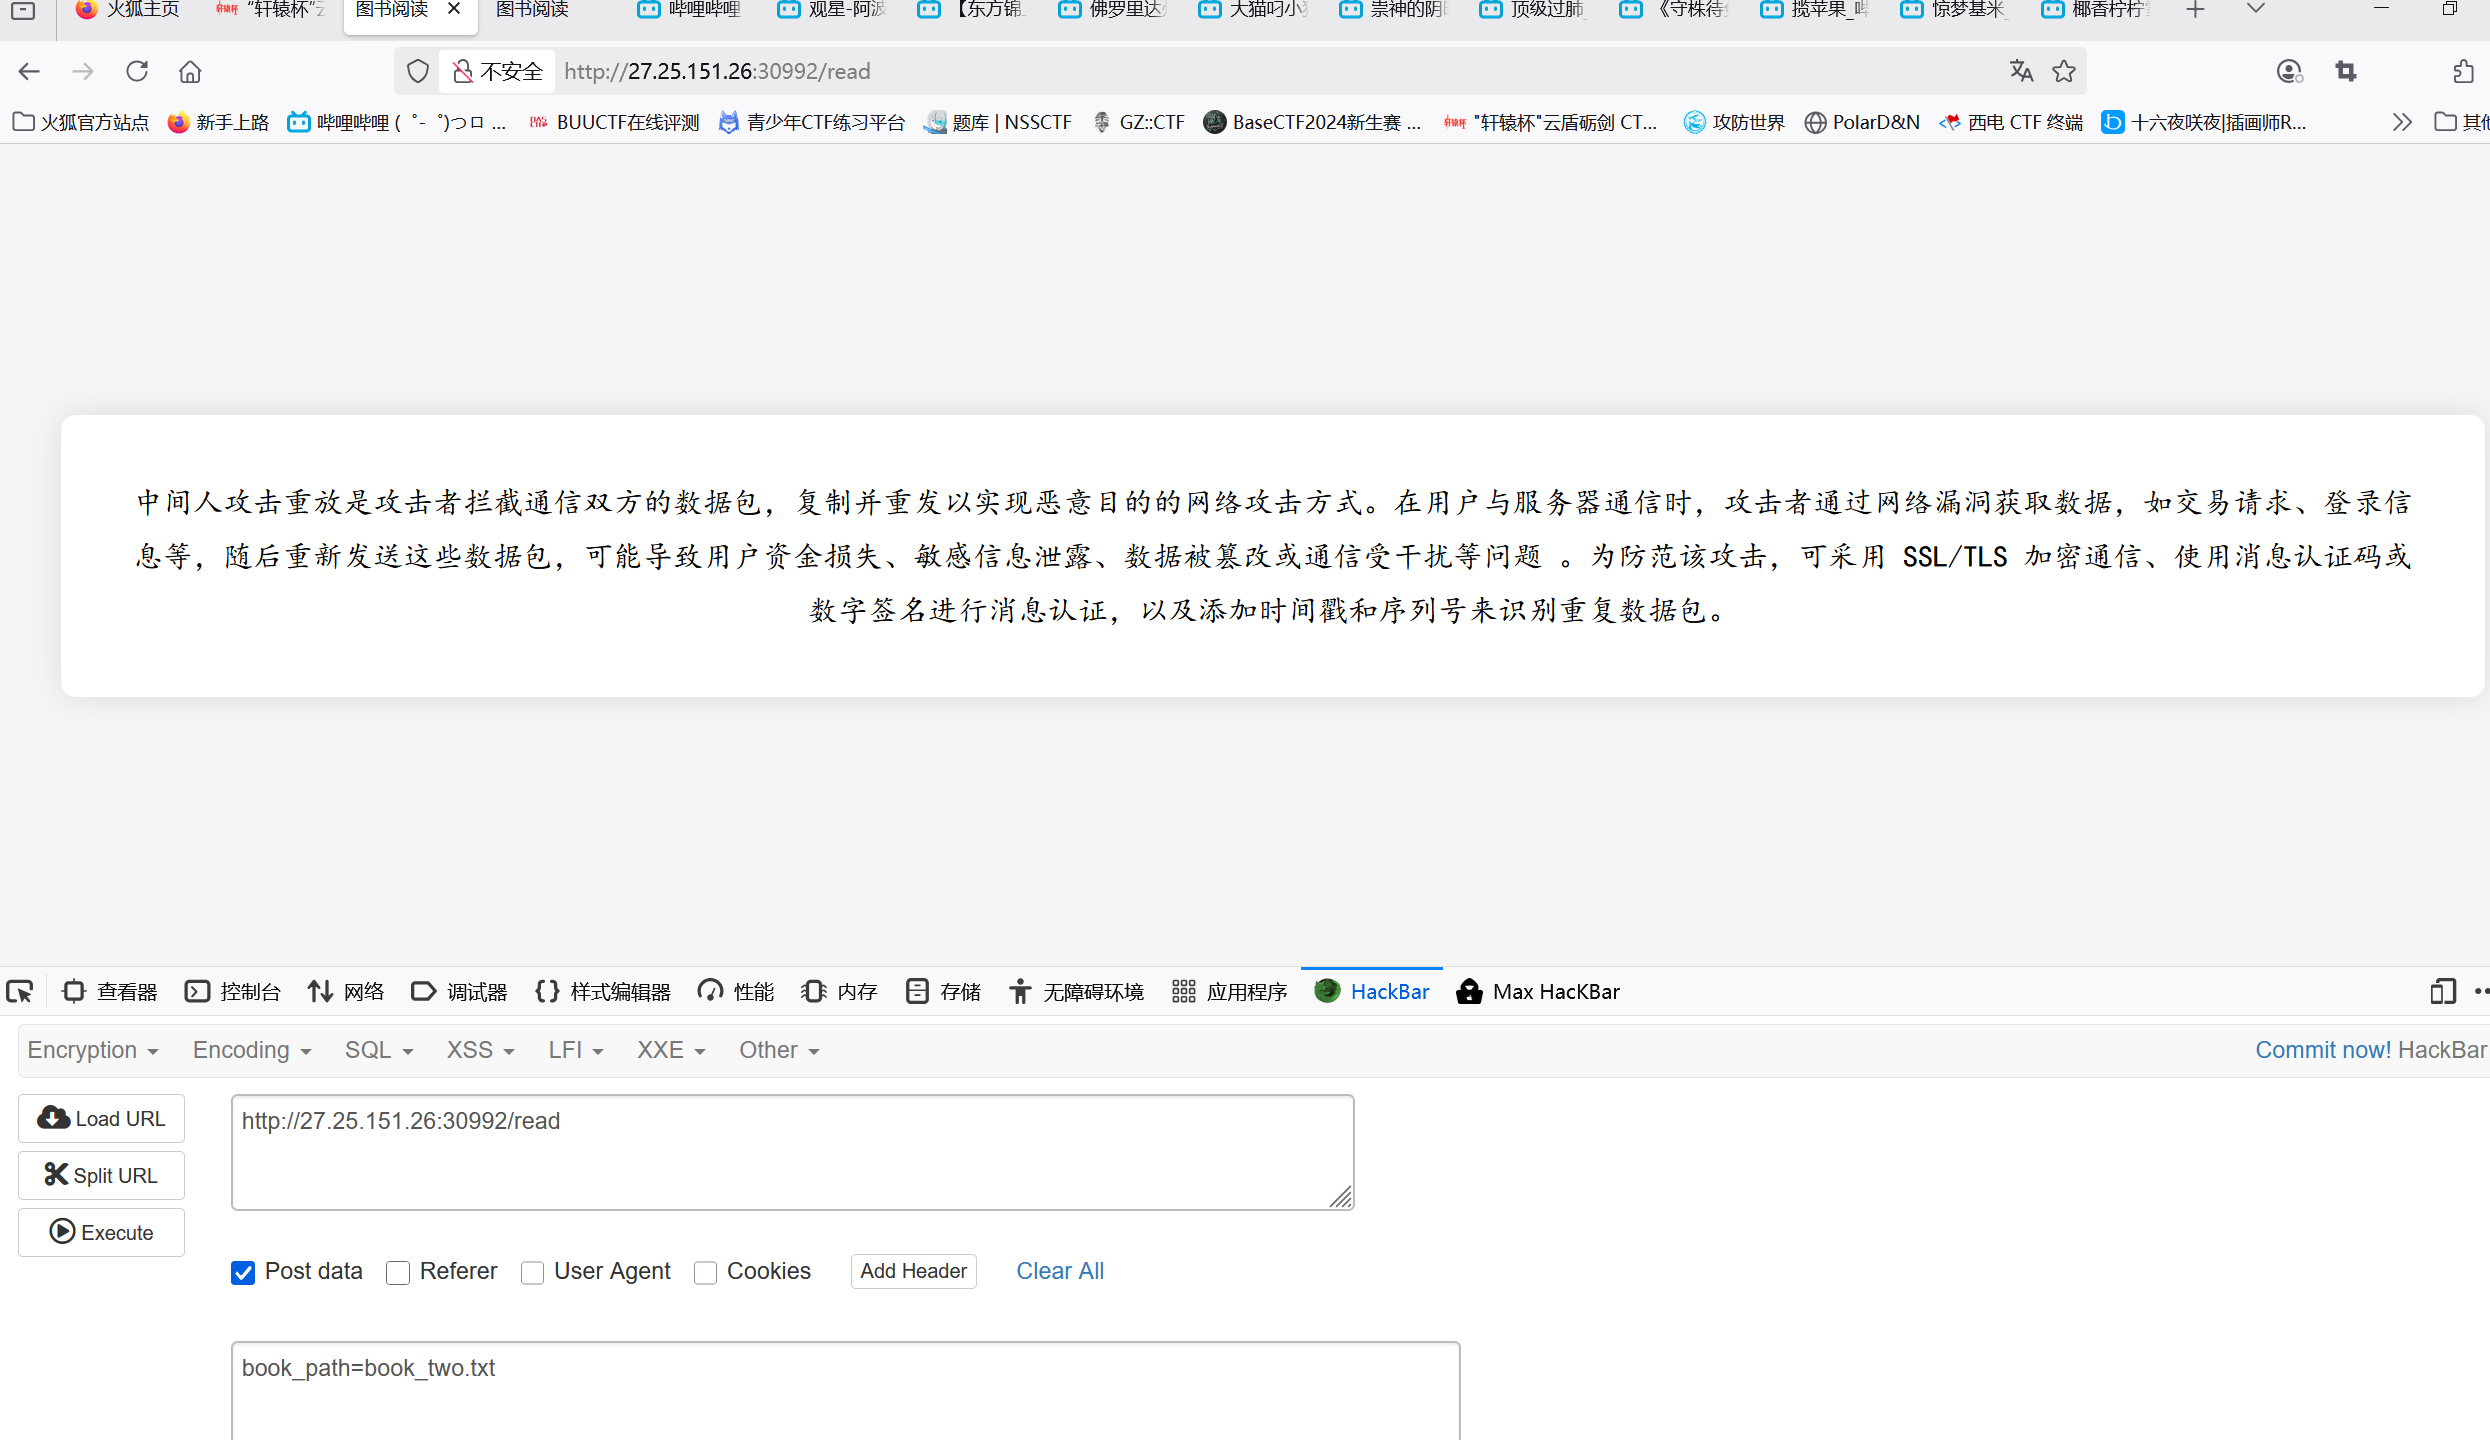 火狐主页
"轩辕杯"云
图书阅读
图书阅读
哔哩哔哩
观星-阿波
【东方锦
佛罗里达
大猫叼小
祟神的阴
顶级过肺
《守株待
揽苹果_哔
惊梦基米_
椰香柠柠
不安全
http://27.25.151.26:30992/read
火狐官方站点
新手上路
哔哩哔哩 ( ゜- ゜)つロ ...
BUUCTF在线评测
青少年CTF练习平台
题库 | NSSCTF
GZ::CTF
BaseCTF2024新生赛 ...
"轩辕杯"云盾砺剑 CT...
攻防世界
PolarD&N
西电 CTF 终端
十六夜咲夜|插画师R...
其他
中间人攻击重放是攻击者拦截通信双方的数据包，复制并重发以实现恶意目的的网络攻击方式。在用户与服务器通信时，攻击者通过网络漏洞获取数据，如交易请求、登录信
息等，随后重新发送这些数据包，可能导致用户资金损失、敏感信息泄露、数据被篡改或通信受干扰等问题 。为防范该攻击，可采用 SSL/TLS 加密通信、使用消息认证码或
数字签名进行消息认证，以及添加时间戳和序列号来识别重复数据包。
查看器
控制台
网络
调试器
样式编辑器
性能
内存
存储
无障碍环境
应用程序
HackBar
Max HacKBar
Encryption
Encoding
SQL
XSS
LFI
XXE
Other
Commit now! HackBar
Load URL
http://27.25.151.26:30992/read
Split URL
Execute
Post data
Referer
User Agent
Cookies
Add Header
Clear All
book_path=book_two.txt